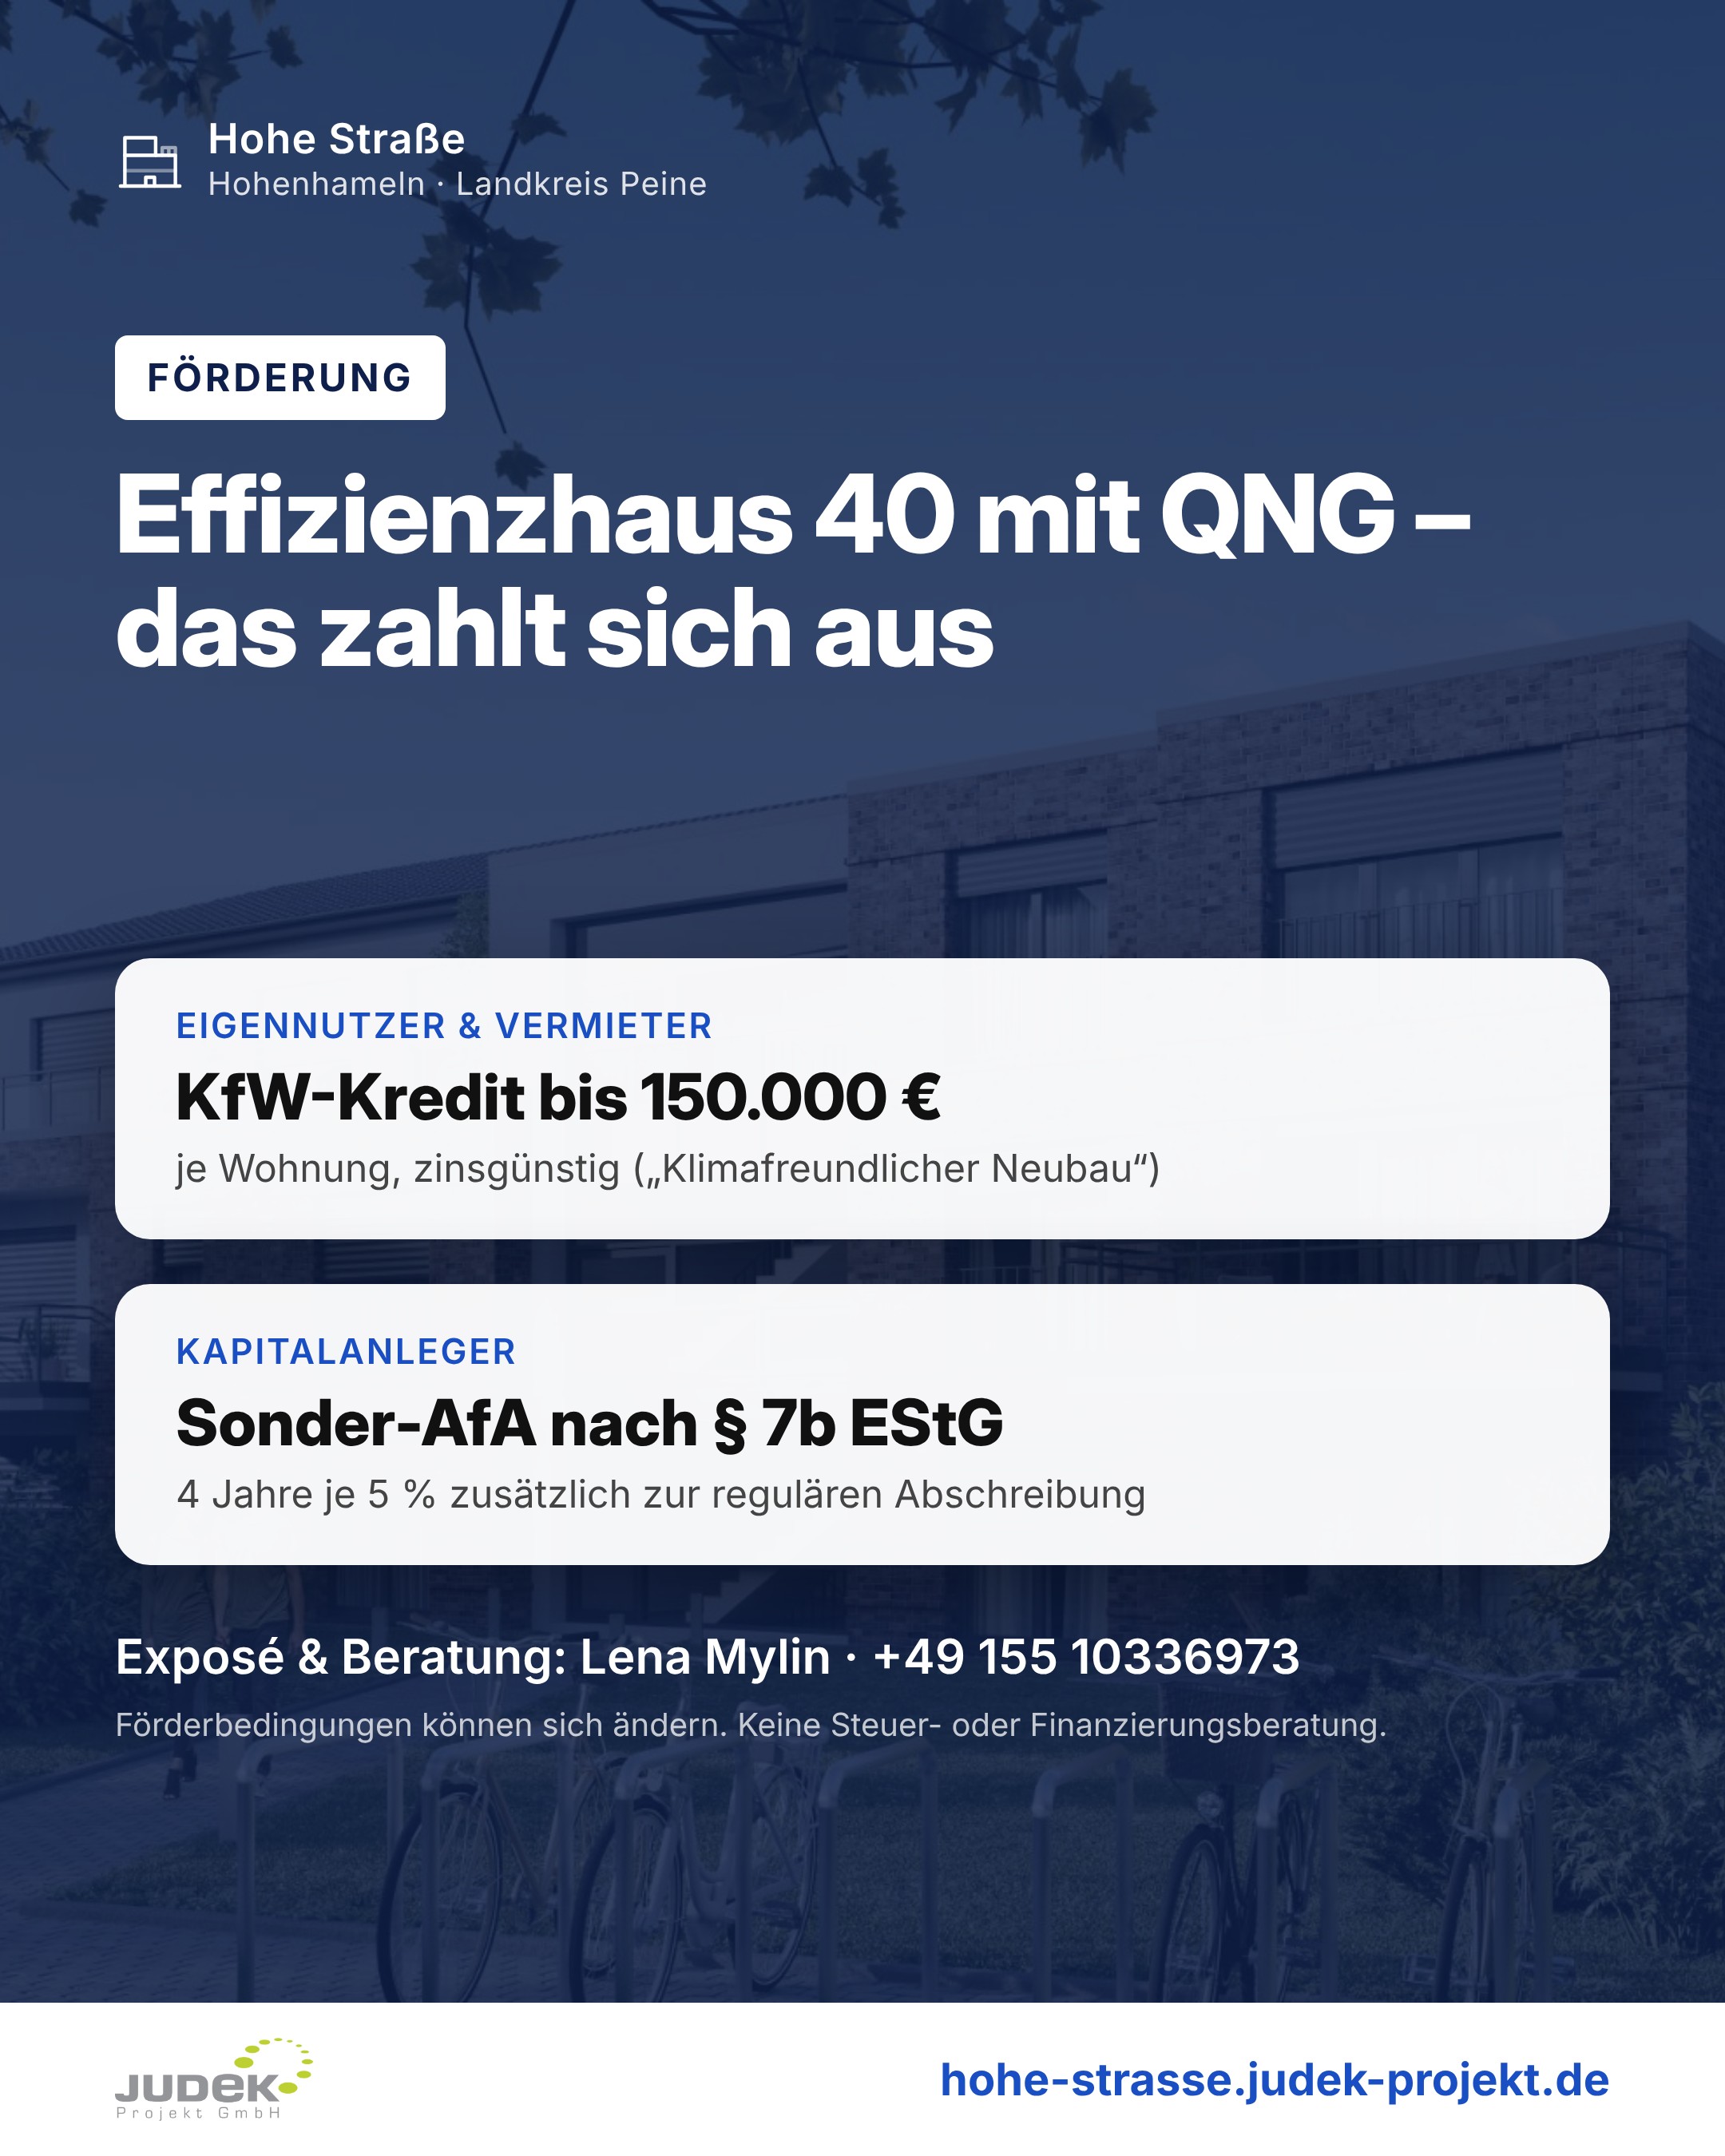 Hohe Straße
Hohenhameln · Landkreis Peine
FÖRDERUNG
Effizienzhaus 40 mit QNG –
das zahlt sich aus
EIGENNUTZER & VERMIETER
KfW-Kredit bis 150.000 €
je Wohnung, zinsgünstig („Klimafreundlicher Neubau“)
KAPITALANLEGER
Sonder-AfA nach § 7b EStG
4 Jahre je 5 % zusätzlich zur regulären Abschreibung
Exposé & Beratung: Lena Mylin · +49 155 10336973
Förderbedingungen können sich ändern. Keine Steuer- oder Finanzierungsberatung.
JUDEK
Projekt GmbH
hohe-strasse.judek-projekt.de